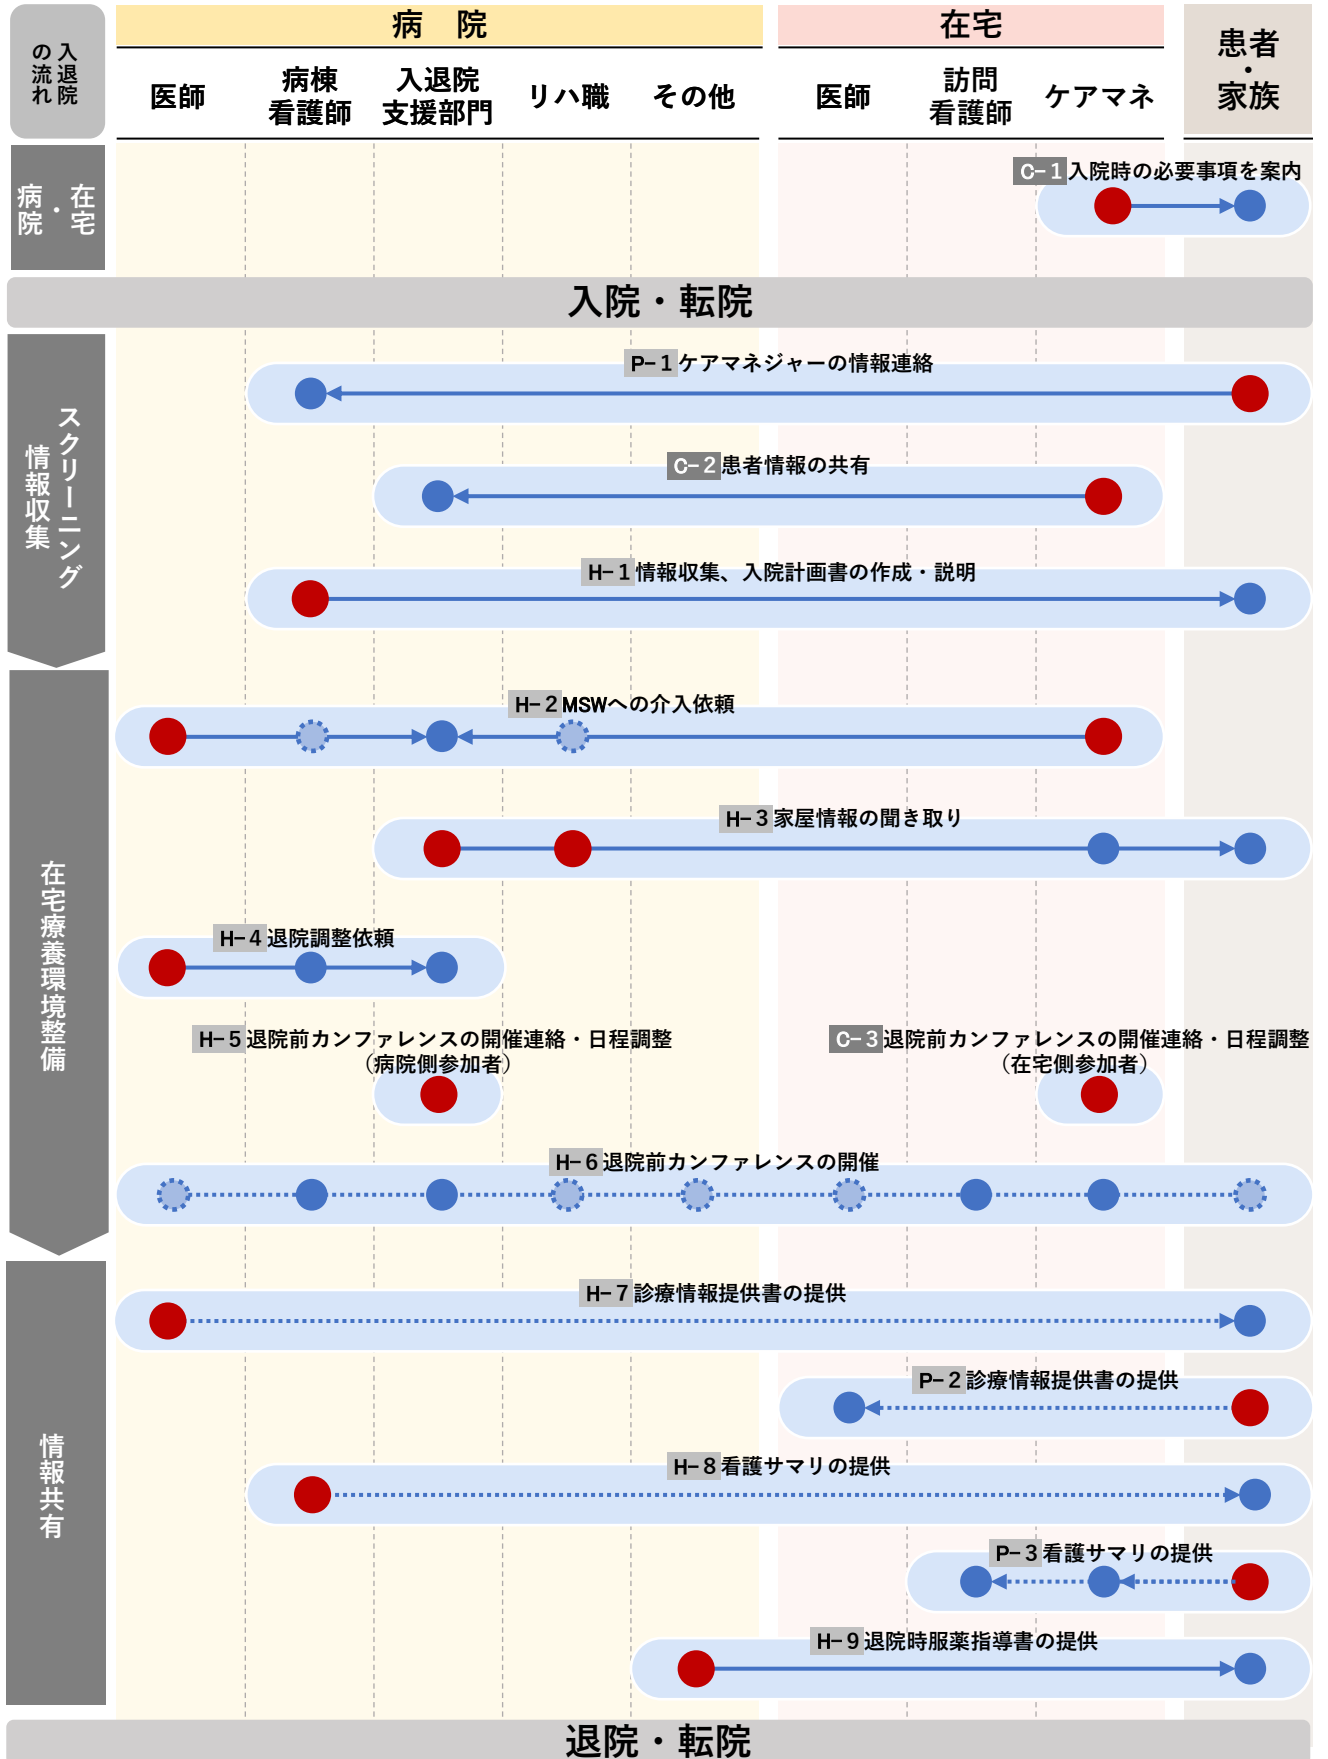 入退院
の流れ
病　院
在宅
患者
・
家族
医師
病棟
看護師
入退院
支援部門
リハ職
その他
医師
訪問
看護師
ケアマネ
在宅
・
病院
C-1入院時の必要事項を案内
入院・転院
スクリーニング
情報収集
P-1ケアマネジャーの情報連絡
C-2患者情報の共有
H-1情報収集、入院計画書の作成・説明
在宅療養環境整備
H-2MSWへの介入依頼
H-3家屋情報の聞き取り
H-4退院調整依頼
H-5退院前カンファレンスの開催連絡・日程調整
（病院側参加者）
C-3退院前カンファレンスの開催連絡・日程調整
（在宅側参加者）
H-6退院前カンファレンスの開催
情報共有
H-7診療情報提供書の提供
P-2診療情報提供書の提供
H-8看護サマリの提供
P-3看護サマリの提供
H-9退院時服薬指導書の提供
退院・転院